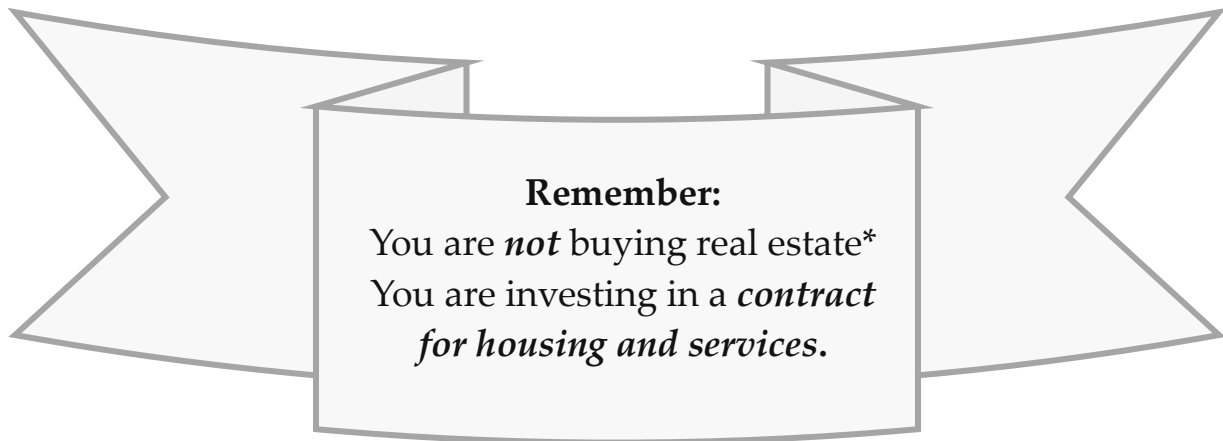 Remember:
You are not buying real estate*
You are investing in a contract
for housing and services.